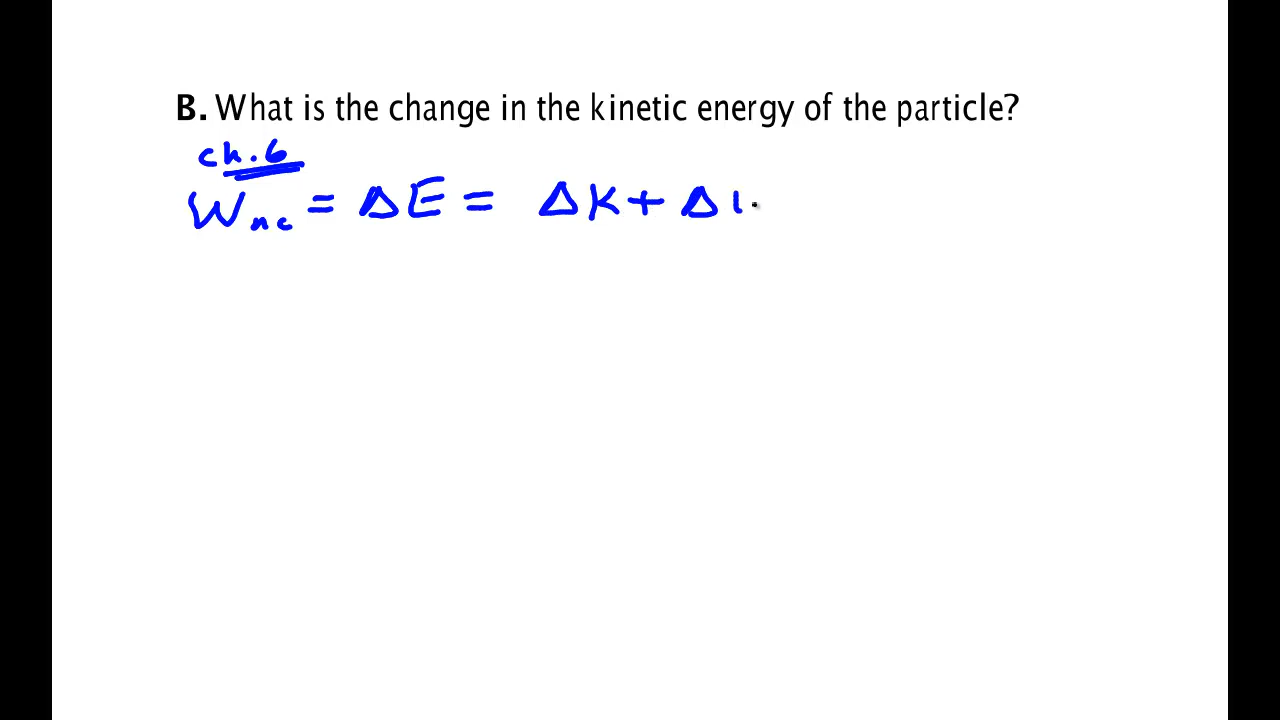 B. What is the change in the kinetic energy of the particle?
ch. 6
Wnc = ΔE = ΔK + Δ